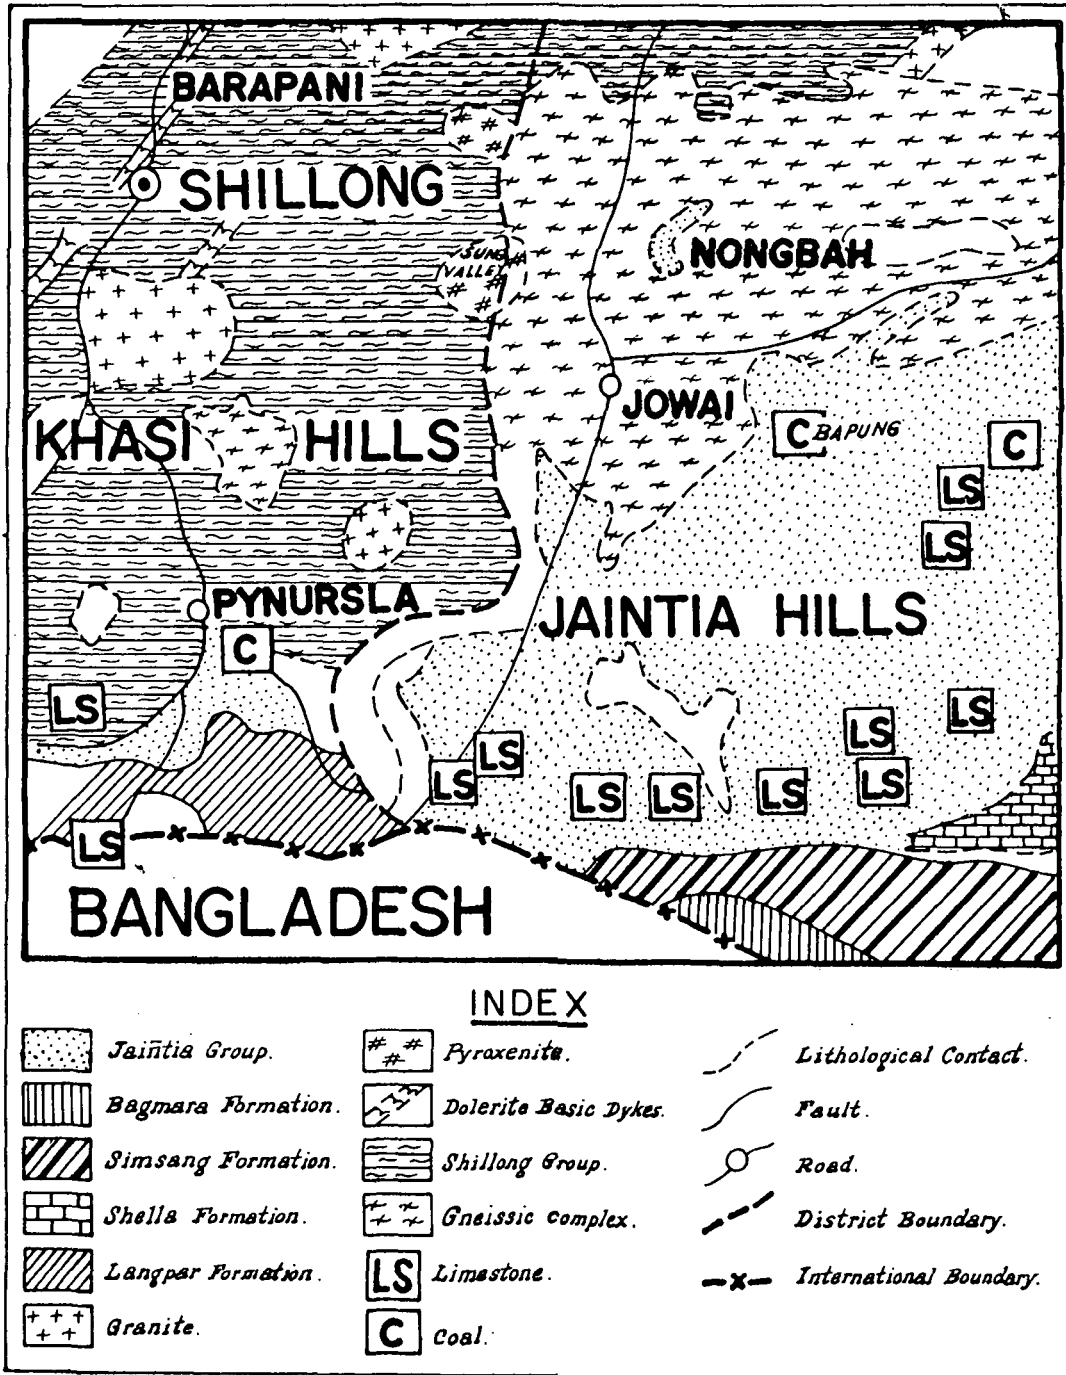 BARAPANI
SHILLONG
SUNG
VALLEY
NONGBAH
JOWAI
KHASI HILLS
C BAPUNG
C
LS
LS
PYNURSLA
JAINTIA HILLS
C
LS
LS
LS
LS
LS
LS
LS
LS
LS
LS
LS
BANGLADESH
INDEX
Jaintia Group.
Pyroxenite.
Lithological Contact.
Bagmara Formation.
Dolerite Basic Dykes.
Fault.
Simsang Formation.
Shillong Group.
Road.
Shella Formation.
Gneissic complex.
District Boundary.
Langpar Formation.
LS Limestone.
International Boundary.
Granite.
C Coal.